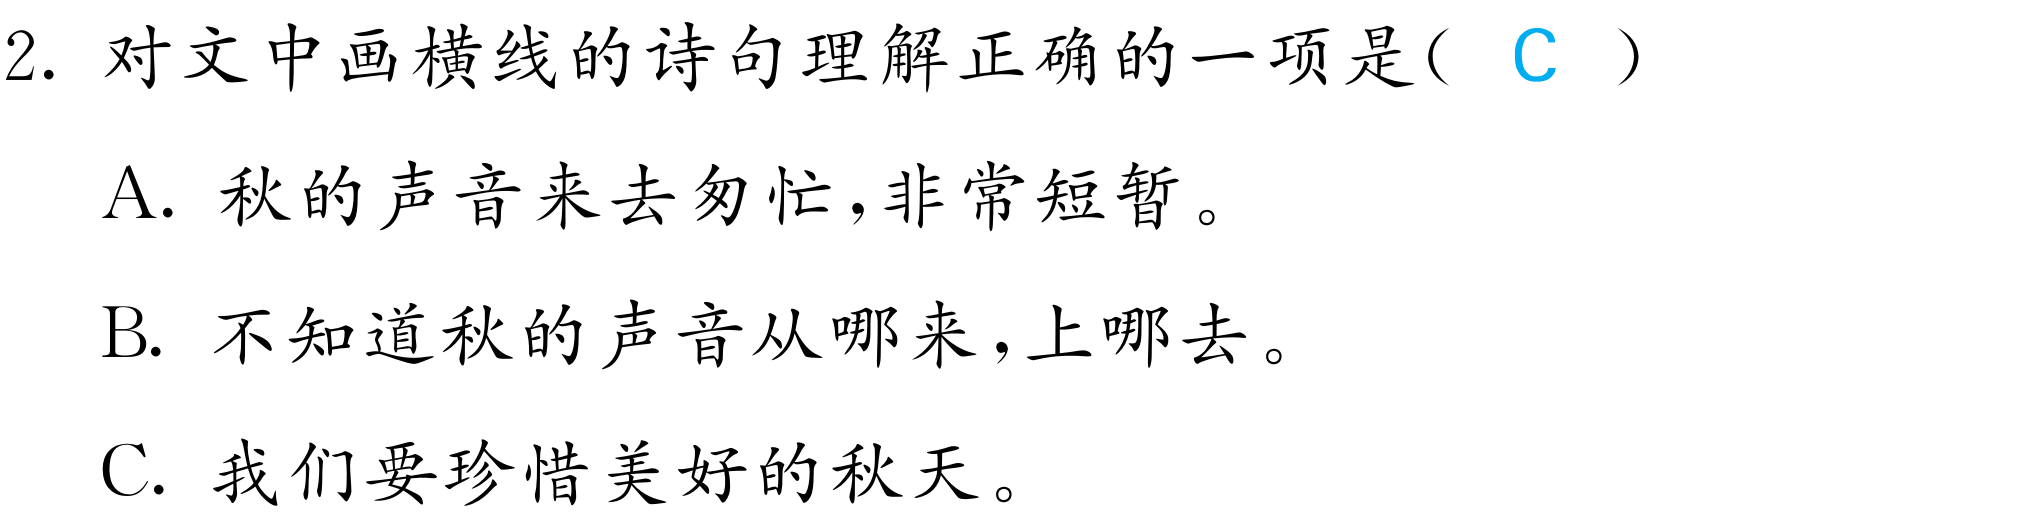 2. 对文中画横线的诗句理解正确的一项是( C )
A. 秋的声音来去匆忙,非常短暂。
B. 不知道秋的声音从哪来,上哪去。
C. 我们要珍惜美好的秋天。